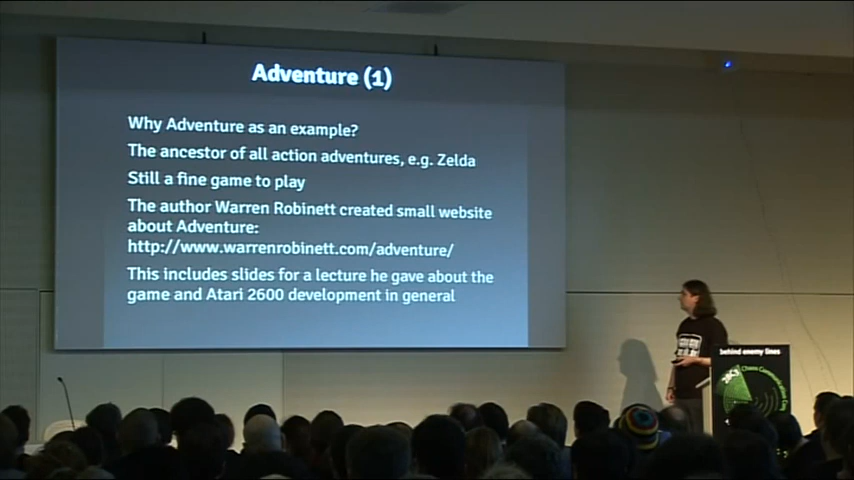 Adventure (1)
Why Adventure as an example?
The ancestor of all action adventures, e.g. Zelda
Still a fine game to play
The author Warren Robinett created small website
about Adventure:
http://www.warrenrobinett.com/adventure/
This includes slides for a lecture he gave about the
game and Atari 2600 development in general
behind enemy lines
28C3